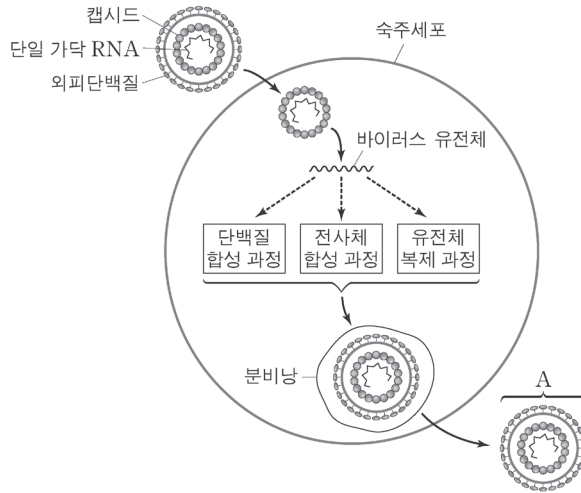 캡시드
단일 가닥 RNA
외피단백질
숙주세포
바이러스 유전체
단백질
합성 과정
전사체
합성 과정
유전체
복제 과정
분비낭
A